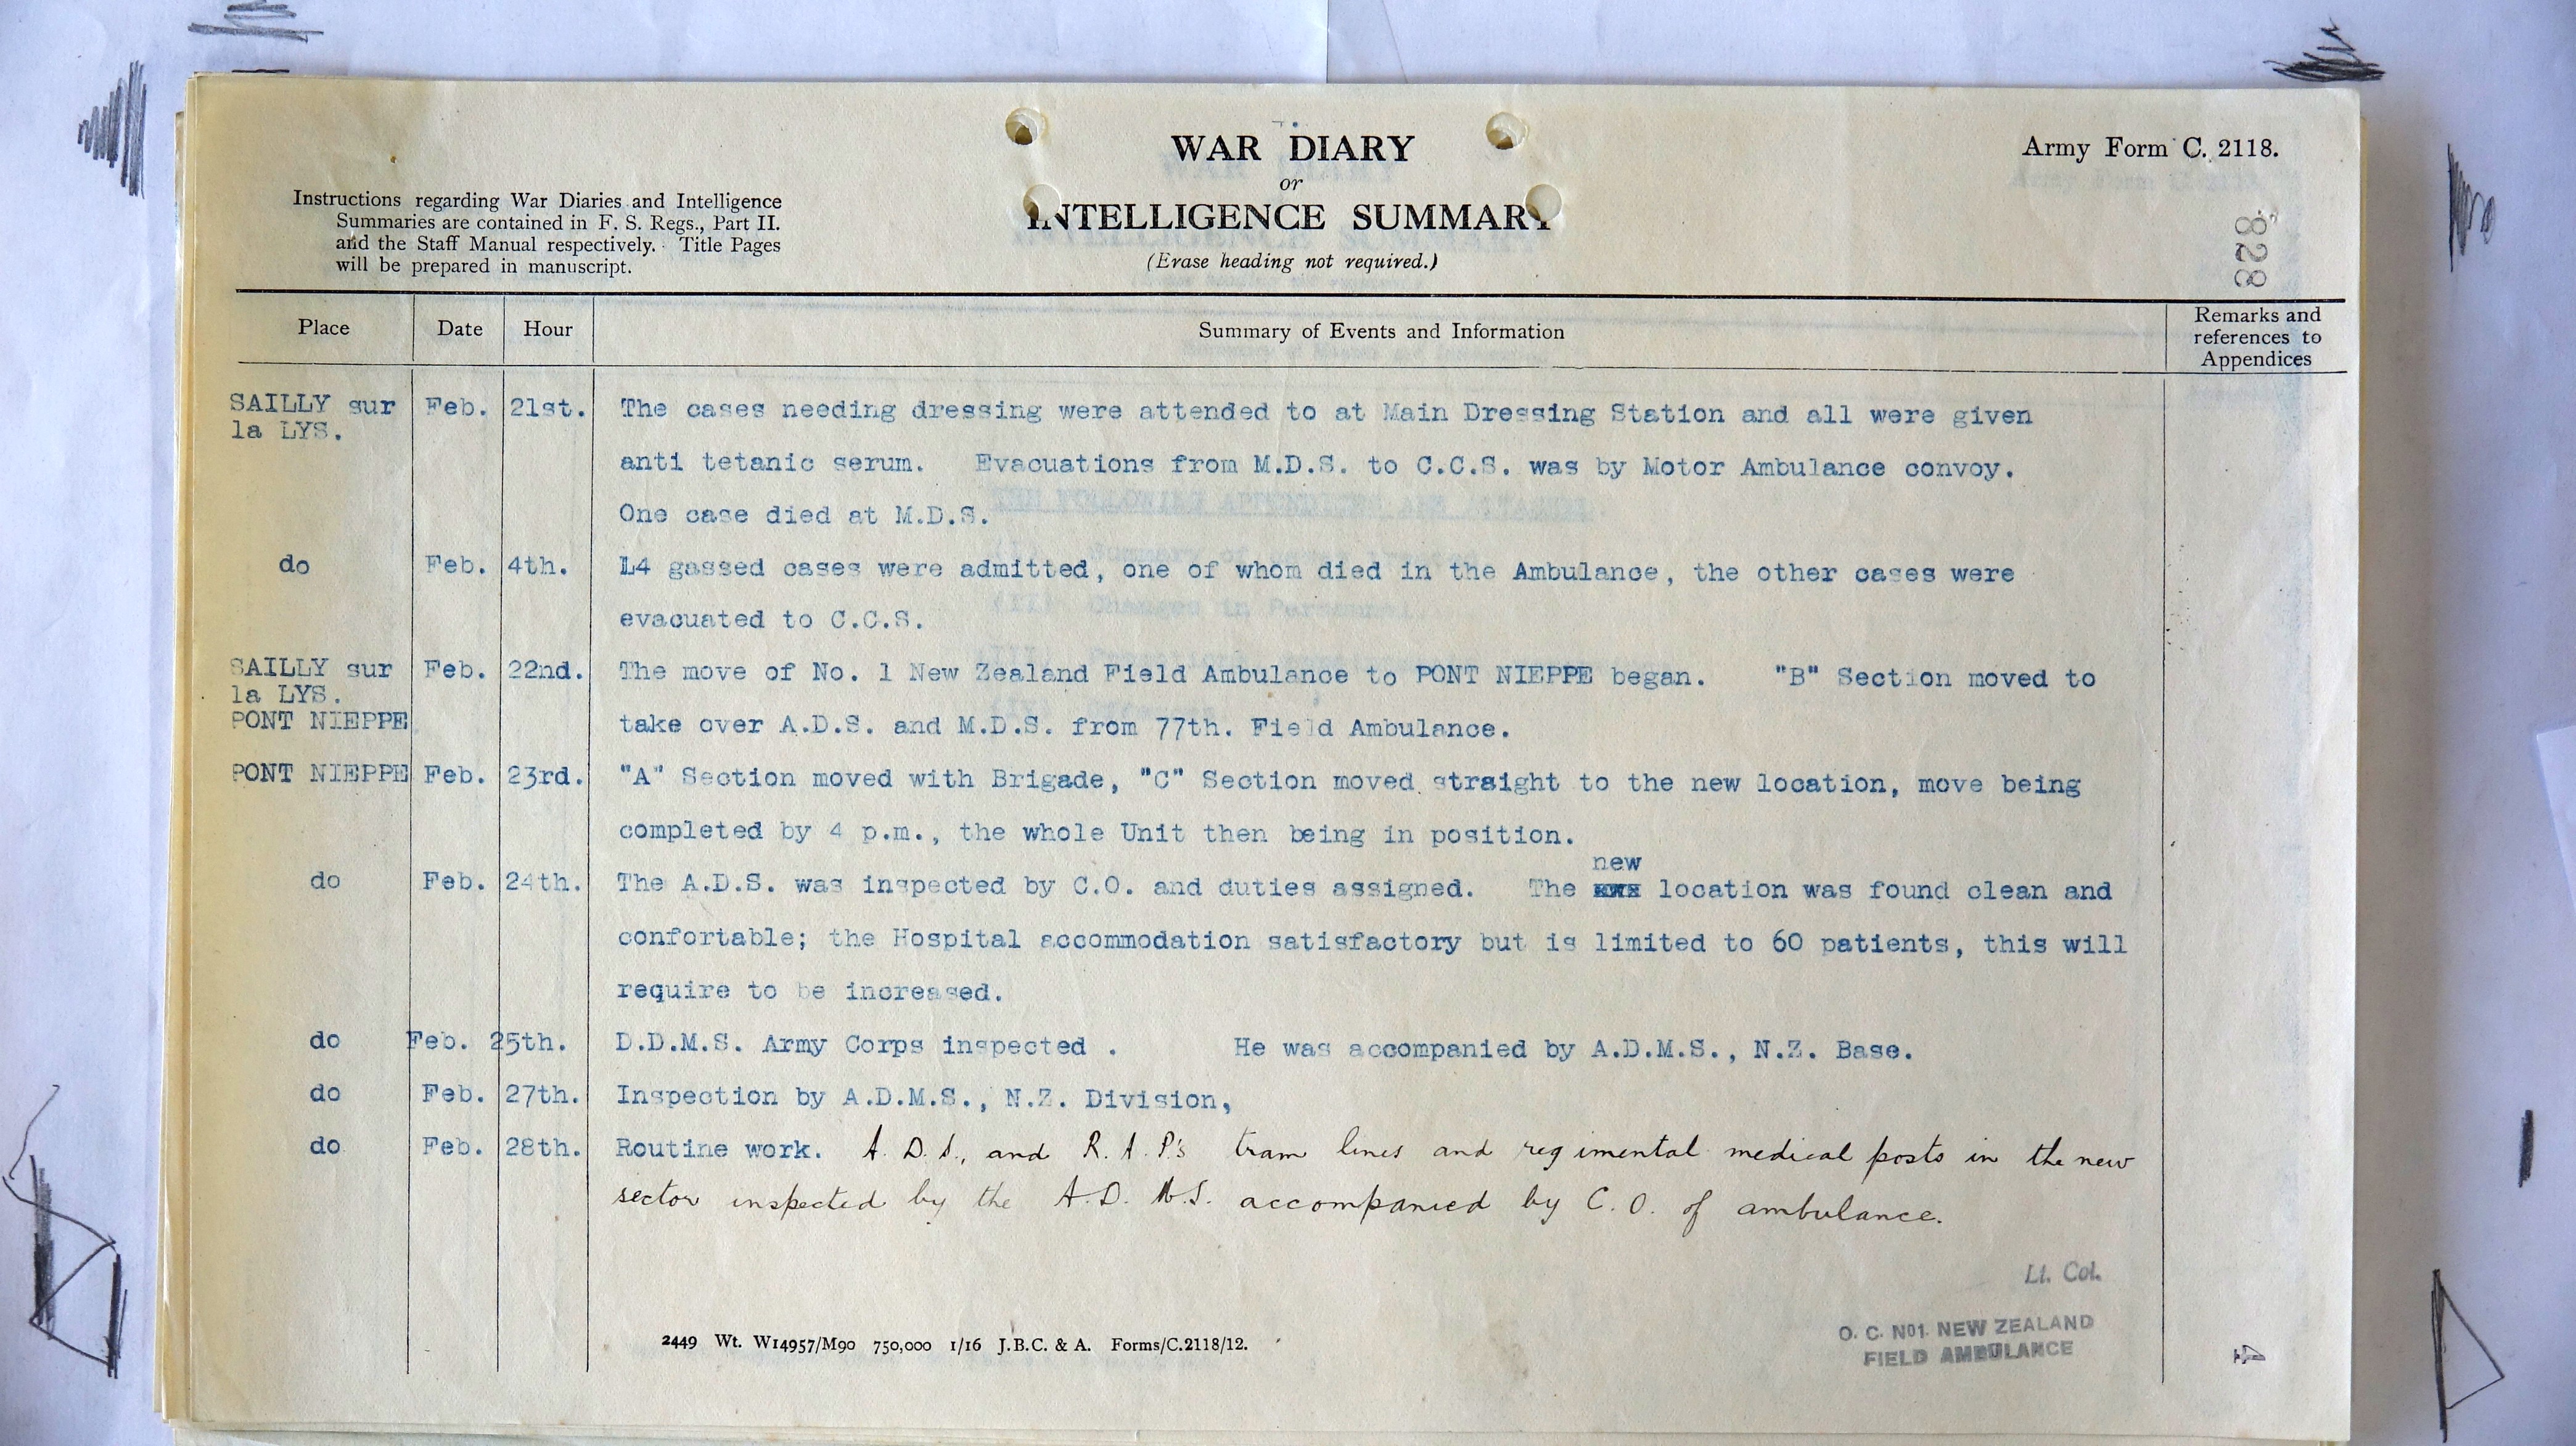 WAR DIARY
or
INTELLIGENCE SUMMARY
(Erase heading not required.)
Army Form C. 2118.
828
Instructions regarding War Diaries and Intelligence
Summaries are contained in F. S. Regs., Part II.
and the Staff Manual respectively. Title Pages
will be prepared in manuscript.
Place Date Hour Summary of Events and Information Remarks and
references to
Appendices
SAILLY sur Feb. 21st. The cases needing dressing were attended to at Main Dressing Station and all were given
la LYS.
anti tetanic serum. Evacuations from M.D.S. to C.C.S. was by Motor Ambulance convoy.
One case died at M.D.S.
do Feb. 4th. 14 gassed cases were admitted, one of whom died in the Ambulance, the other cases were
evacuated to C.C.S.
SAILLY sur Feb. 22nd. The move of No. 1 New Zealand Field Ambulance to PONT NIEPPE began. "B" Section moved to
la LYS.
PONT NIEPPE take over A.D.S. and M.D.S. from 77th. Field Ambulance.
PONT NIEPPE Feb. 23rd. "A" Section moved with Brigade, "C" Section moved straight to the new location, move being
completed by 4 p.m., the whole Unit then being in position.
new
do Feb. 24th. The A.D.S. was inspected by C.O. and duties assigned. The location was found clean and
confortable; the Hospital accommodation satisfactory but is limited to 60 patients, this will
require to be increased.
do Feb. 25th. D.D.M.S. Army Corps inspected . He was accompanied by A.D.M.S., N.Z. Base.
do Feb. 27th. Inspection by A.D.M.S., N.Z. Division,
do Feb. 28th. Routine work. A. D. S., and R. A. P's tram lines and regimental medical posts in the new
sector inspected by the A.D. M.S. accompanied by C. O. of ambulance.
Lt. Col.
O. C. No1. NEW ZEALAND
FIELD AMBULANCE
2449 Wt. W14957/M90 750,000 1/16 J.B.C. & A. Forms/C.2118/12.
4